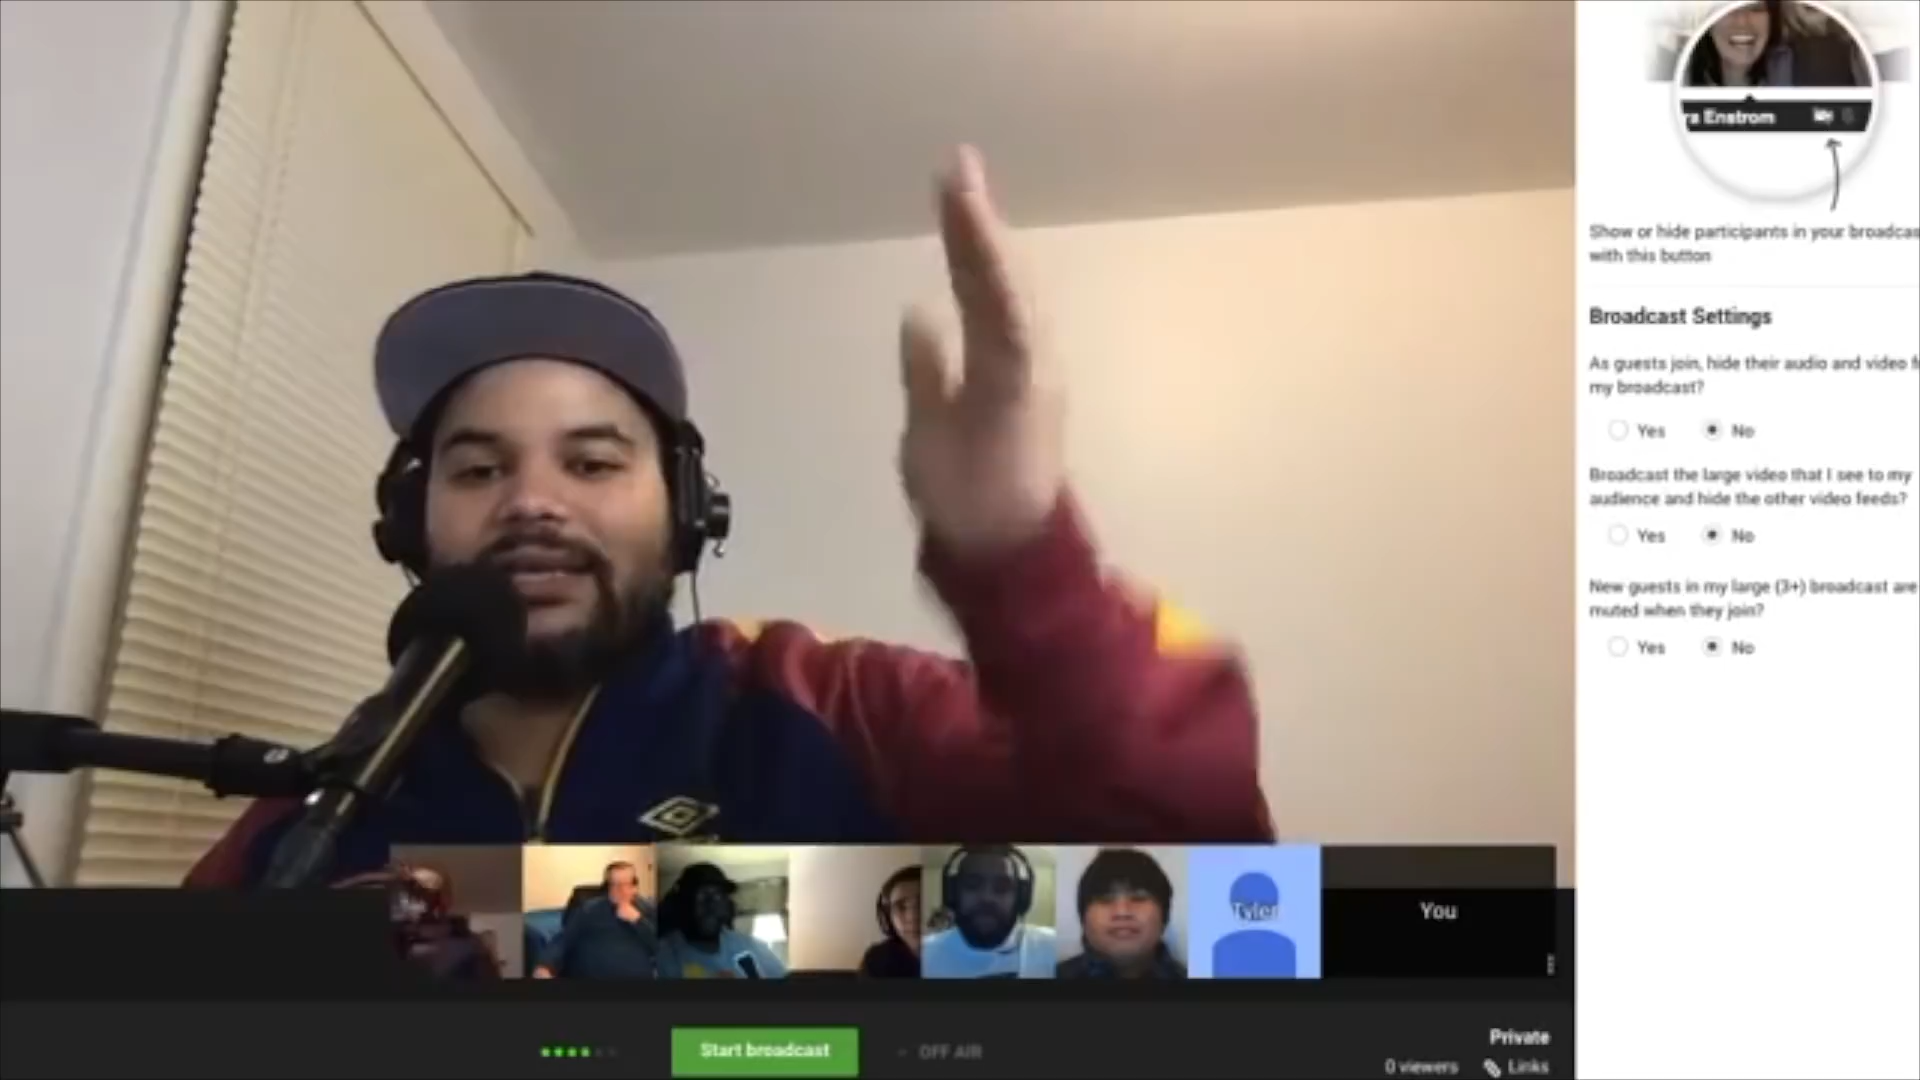 ra Enstrom
Show or hide participants in your broadcas
with this button
Broadcast Settings
As guests join, hide their audio and video f
my broadcast?
Yes No
Broadcast the large video that I see to my
audience and hide the other video feeds?
Yes No
New guests in my large (3+) broadcast are
muted when they join?
Yes No
Tyler
You
Start broadcast
OFF AIR
Private
0 viewers
Links